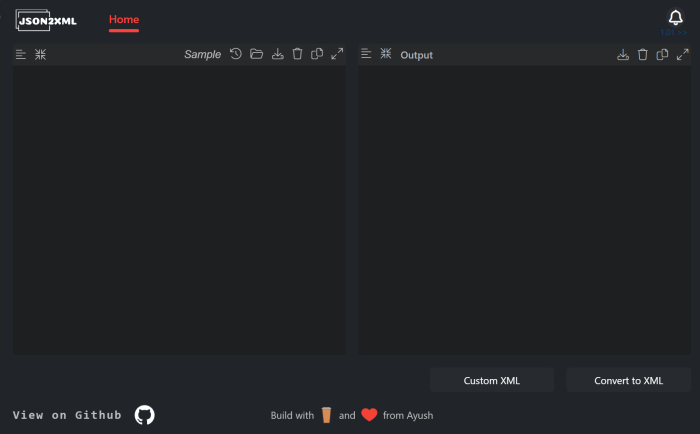 JSON2XML
Home
Sample
Output
Custom XML
Convert to XML
View on Github
Build with and from Ayush